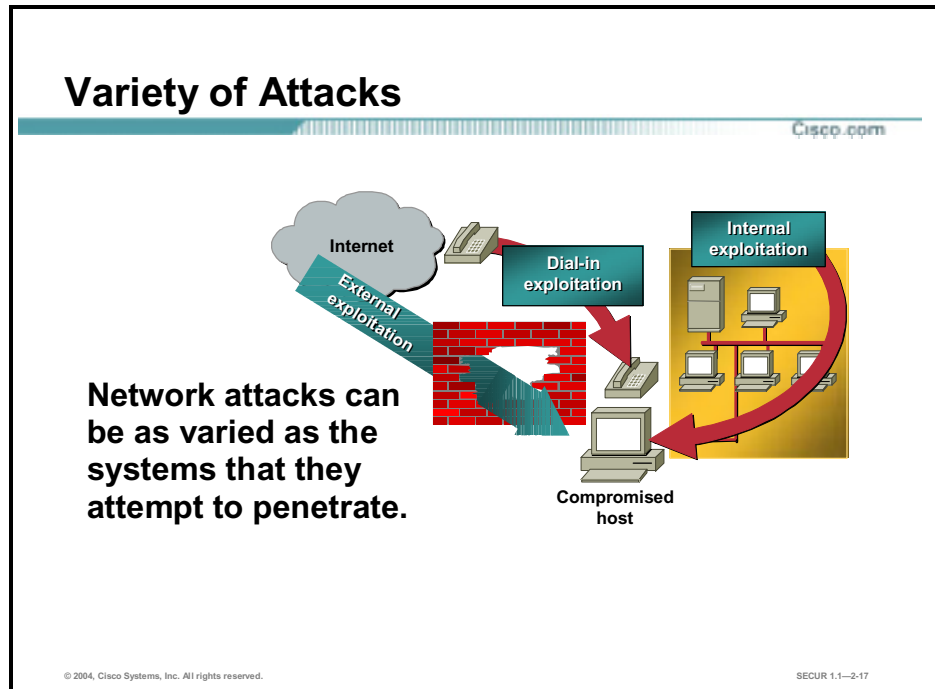 Variety of Attacks
Cisco.com
Internet
External
exploitation
Dial-in
exploitation
Internal
exploitation
Network attacks can
be as varied as the
systems that they
attempt to penetrate.
Compromised
host
© 2004, Cisco Systems, Inc. All rights reserved.
SECUR 1.1—2-17